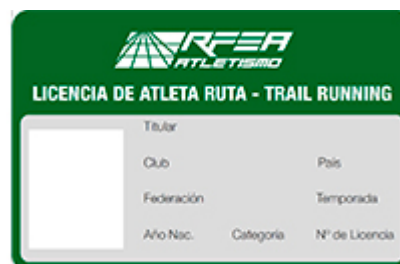 RFEA
ATLETISMO
LICENCIA DE ATLETA RUTA - TRAIL RUNNING
Titular
Club País
Federación Temporada
Año Nac. Categoría Nº de Licencia